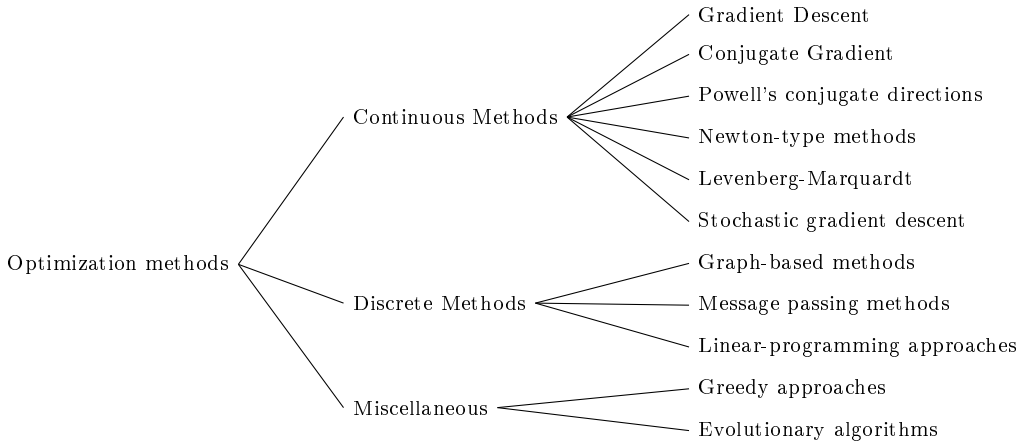 Optimization methods
Continuous Methods
Gradient Descent
Conjugate Gradient
Powell's conjugate directions
Newton-type methods
Levenberg-Marquardt
Stochastic gradient descent
Discrete Methods
Graph-based methods
Message passing methods
Linear-programming approaches
Miscellaneous
Greedy approaches
Evolutionary algorithms